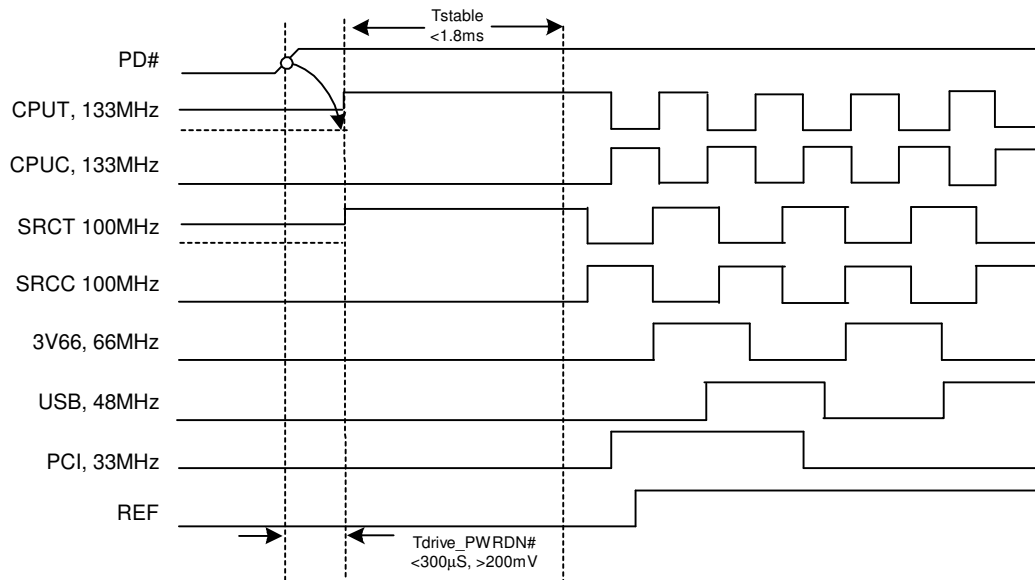 Tstable
<1.8ms
PD#
CPUT, 133MHz
CPUC, 133MHz
SRCT 100MHz
SRCC 100MHz
3V66, 66MHz
USB, 48MHz
PCI, 33MHz
REF
Tdrive_PWRDN#
<300µS, >200mV